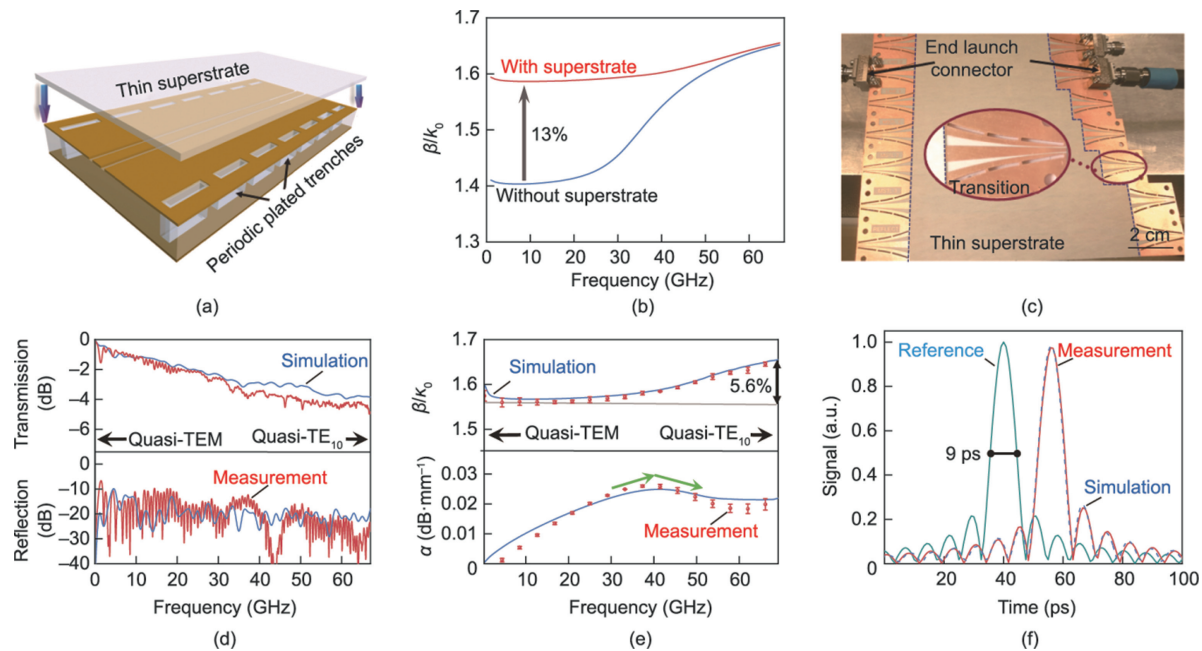 Thin superstrate
Periodic plated trenches
(a)
1.7
1.6
1.5
1.4
1.3
β/k0
With superstrate
13%
Without superstrate
0 10 20 30 40 50 60
Frequency (GHz)
(b)
End launch
connector
Transition
Thin superstrate
2 cm
(c)
Transmission
(dB)
0
−2
−4
−6
Simulation
Quasi-TEM
Quasi-TE10
Reflection
(dB)
0
−10
−20
−30
−40
Measurement
0 10 20 30 40 50 60
Frequency (GHz)
(d)
β/k0
1.7
1.6
1.5
Simulation
5.6%
Quasi-TEM
Quasi-TE10
α (dB·mm−1)
0.03
0.02
0.01
0
Measurement
0 10 20 30 40 50 60
Frequency (GHz)
(e)
Signal (a.u.)
1.0
0.8
0.6
0.4
0.2
0
Reference
Measurement
9 ps
Simulation
0 20 40 60 80 100
Time (ps)
(f)